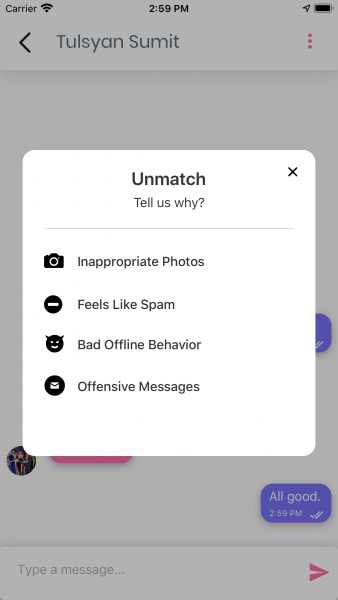 Carrier 2:59 PM
Tulsyan Sumit
Unmatch
Tell us why?
Inappropriate Photos
Feels Like Spam
Bad Offline Behavior
Offensive Messages
All good.
2:59 PM
Type a message...